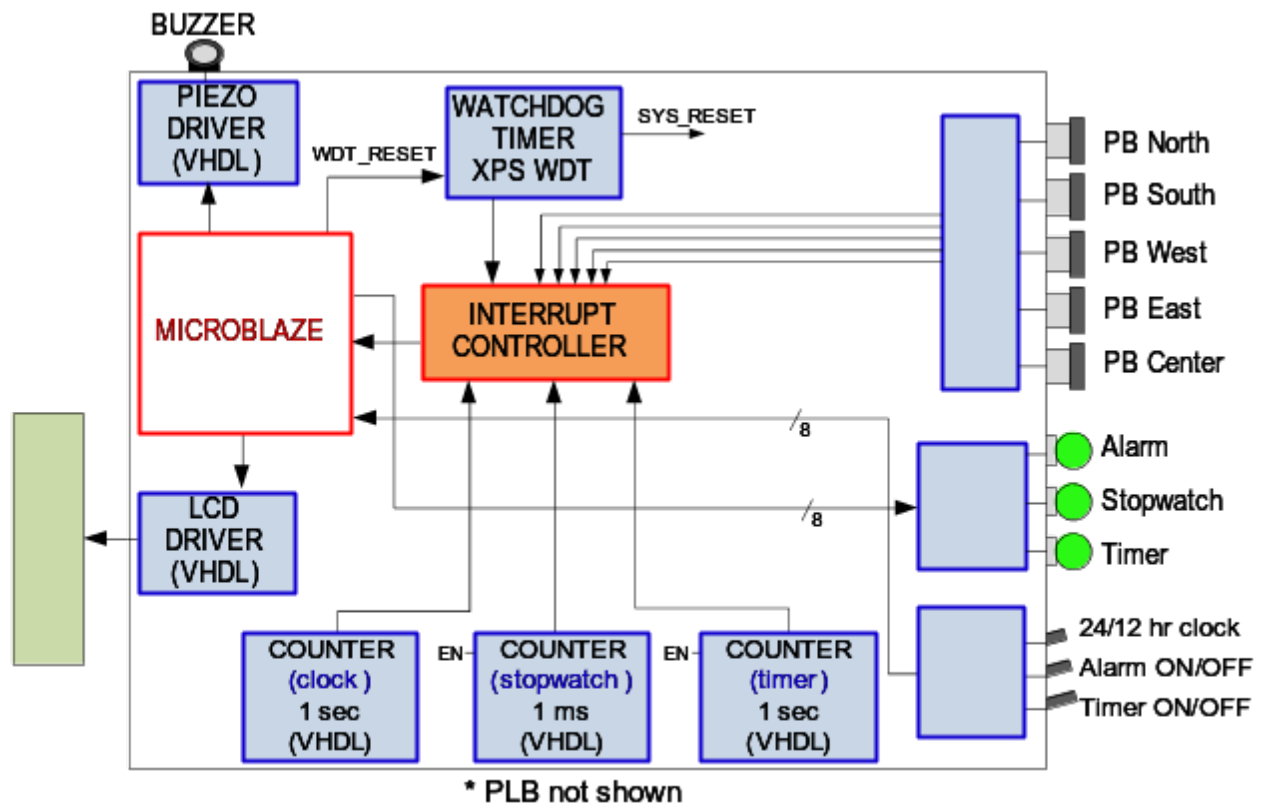 BUZZER
PIEZO
DRIVER
(VHDL)
WATCHDOG
TIMER
XPS WDT
SYS_RESET
WDT_RESET
PB North
PB South
PB West
PB East
PB Center
MICROBLAZE
INTERRUPT
CONTROLLER
8
8
Alarm
Stopwatch
Timer
LCD
DRIVER
(VHDL)
24/12 hr clock
Alarm ON/OFF
Timer ON/OFF
COUNTER
(clock )
1 sec
(VHDL)
EN
COUNTER
(stopwatch )
1 ms
(VHDL)
EN
COUNTER
(timer)
1 sec
(VHDL)
* PLB not shown